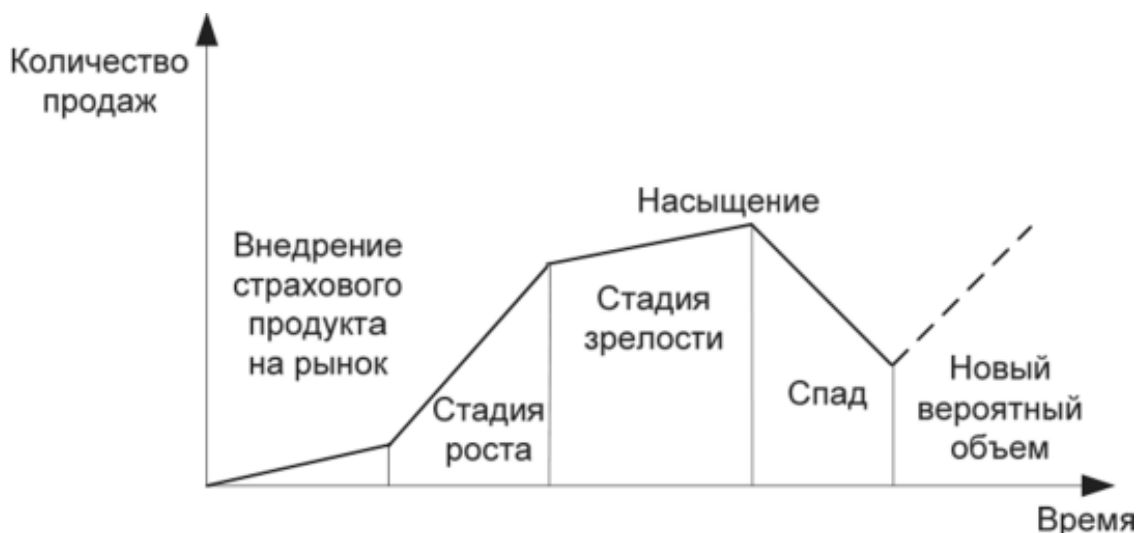 Количество
продаж
Насыщение
Внедрение
страхового
продукта
на рынок
Стадия
зрелости
Стадия
роста
Спад
Новый
вероятный
объем
Время